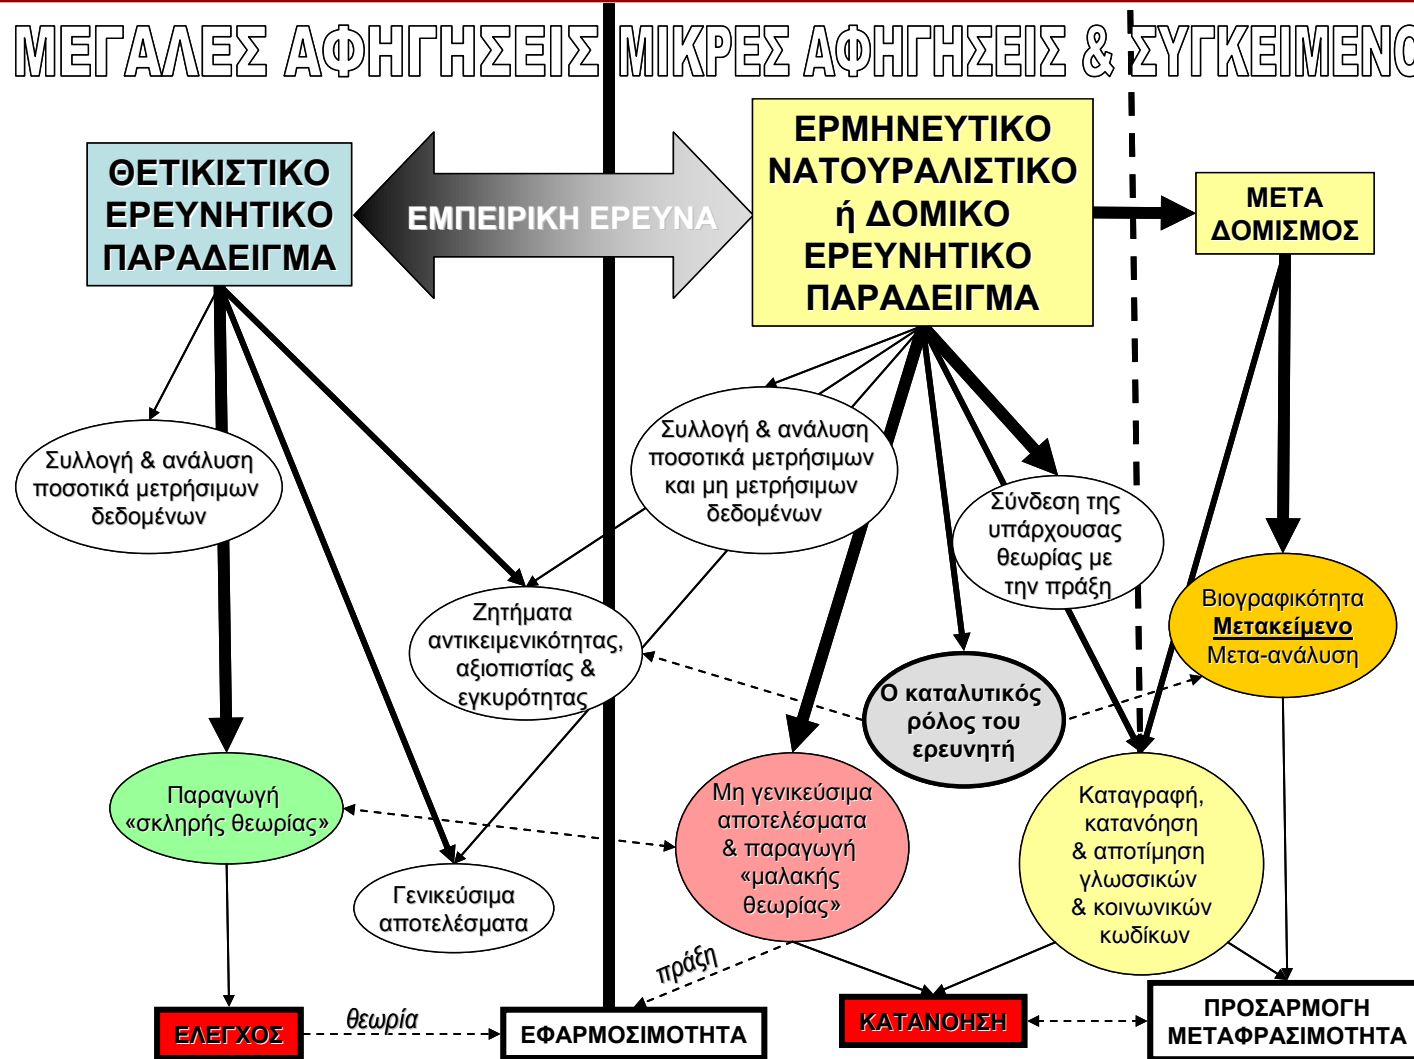 ΜΕΓΑΛΕΣ ΑΦΗΓΗΣΕΙΣ
ΜΙΚΡΕΣ ΑΦΗΓΗΣΕΙΣ & ΣΥΓΚΕΙΜΕΝΟ
ΘΕΤΙΚΙΣΤΙΚΟ
ΕΡΕΥΝΗΤΙΚΟ
ΠΑΡΑΔΕΙΓΜΑ
ΕΜΠΕΙΡΙΚΗ ΕΡΕΥΝΑ
ΕΡΜΗΝΕΥΤΙΚΟ
ΝΑΤΟΥΡΑΛΙΣΤΙΚΟ
ή ΔΟΜΙΚΟ
ΕΡΕΥΝΗΤΙΚΟ
ΠΑΡΑΔΕΙΓΜΑ
ΜΕΤΑ
ΔΟΜΙΣΜΟΣ
Συλλογή & ανάλυση
ποσοτικά μετρήσιμων
δεδομένων
Συλλογή & ανάλυση
ποσοτικά μετρήσιμων
και μη μετρήσιμων
δεδομένων
Σύνδεση της
υπάρχουσας
θεωρίας με
την πράξη
Ζητήματα
αντικειμενικότητας,
αξιοπιστίας &
εγκυρότητας
Βιογραφικότητα
Μετακείμενο
Μετα-ανάλυση
Ο καταλυτικός
ρόλος του
ερευνητή
Παραγωγή
«σκληρής θεωρίας»
Μη γενικεύσιμα
αποτελέσματα
& παραγωγή
«μαλακής
θεωρίας»
Καταγραφή,
κατανόηση
& αποτίμηση
γλωσσικών
& κοινωνικών
κωδίκων
Γενικεύσιμα
αποτελέσματα
πράξη
ΕΛΕΓΧΟΣ
θεωρία
ΕΦΑΡΜΟΣΙΜΟΤΗΤΑ
ΚΑΤΑΝΟΗΣΗ
ΠΡΟΣΑΡΜΟΓΗ
ΜΕΤΑΦΡΑΣΙΜΟΤΗΤΑ